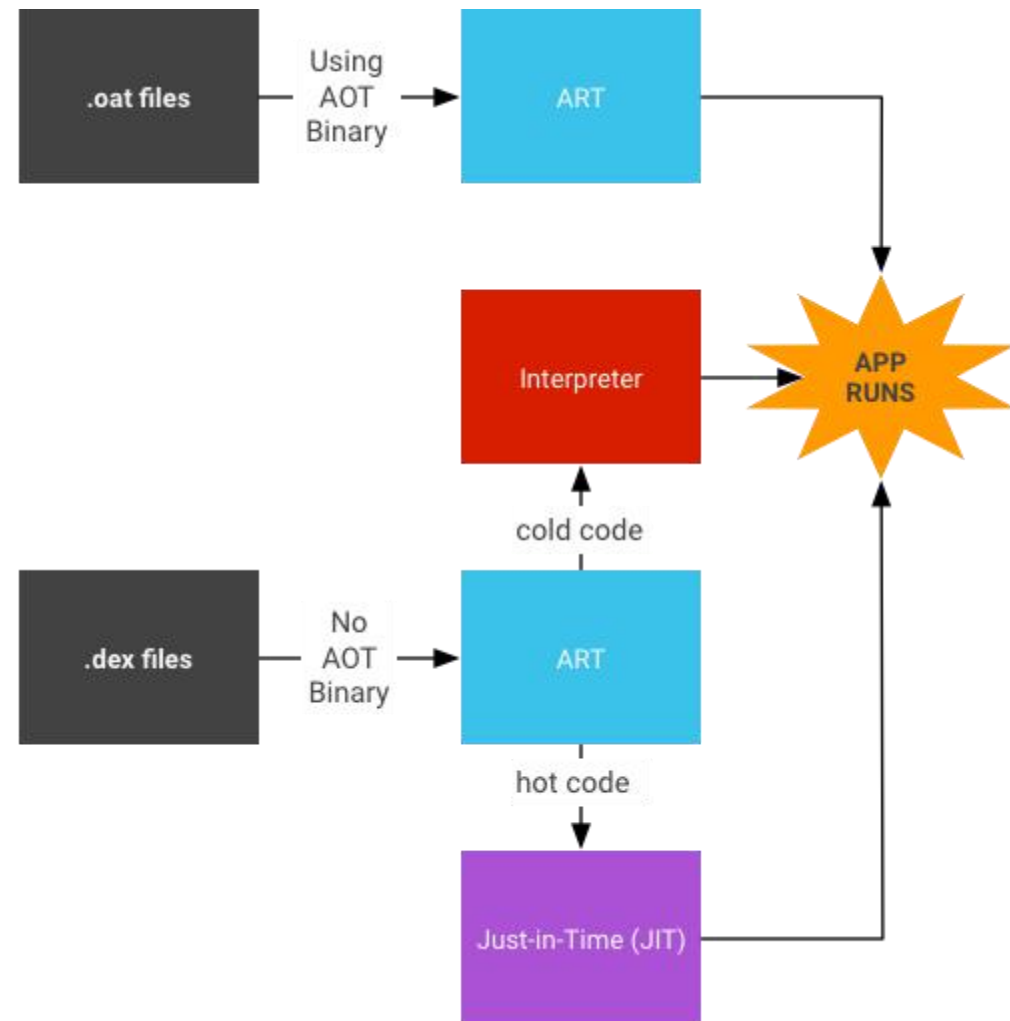 .oat files
Using
AOT
Binary
ART
Interpreter
APP
RUNS
cold code
.dex files
No
AOT
Binary
ART
hot code
Just-in-Time (JIT)